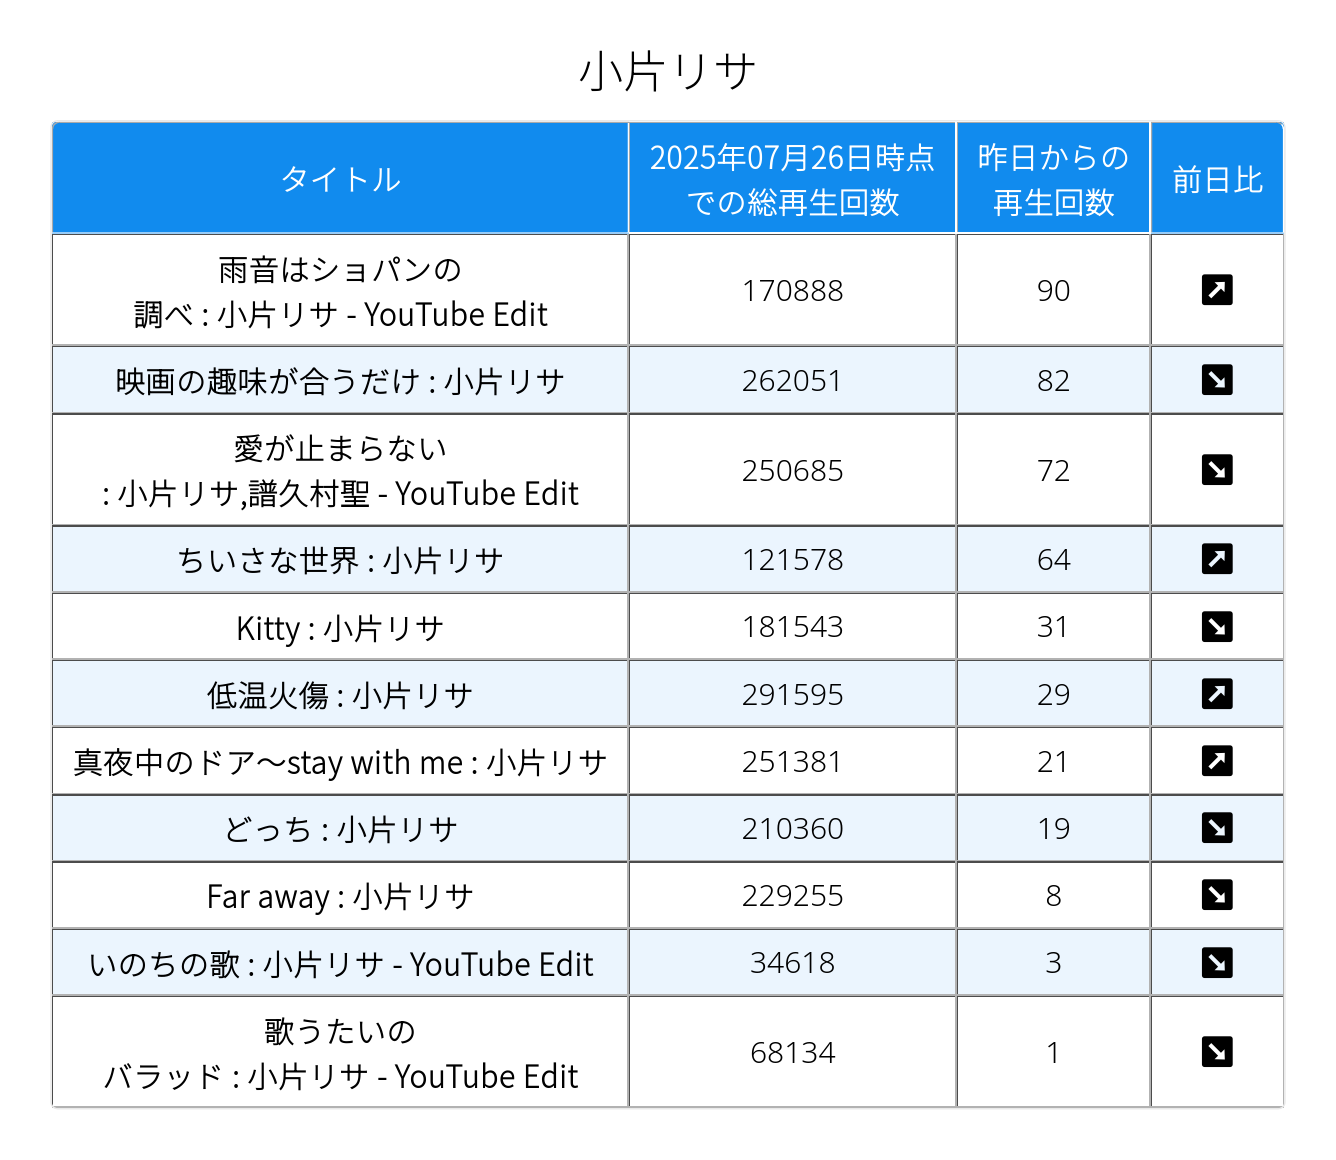 小片リサ
タイトル
2025年07月26日時点
での総再生回数
昨日からの
再生回数
前日比
雨音はショパンの
調べ : 小片リサ - YouTube Edit
170888
90
映画の趣味が合うだけ : 小片リサ
262051
82
愛が止まらない
: 小片リサ,譜久村聖 - YouTube Edit
250685
72
ちいさな世界 : 小片リサ
121578
64
Kitty : 小片リサ
181543
31
低温火傷 : 小片リサ
291595
29
真夜中のドア〜stay with me : 小片リサ
251381
21
どっち : 小片リサ
210360
19
Far away : 小片リサ
229255
8
いのちの歌 : 小片リサ - YouTube Edit
34618
3
歌うたいの
バラッド : 小片リサ - YouTube Edit
68134
1